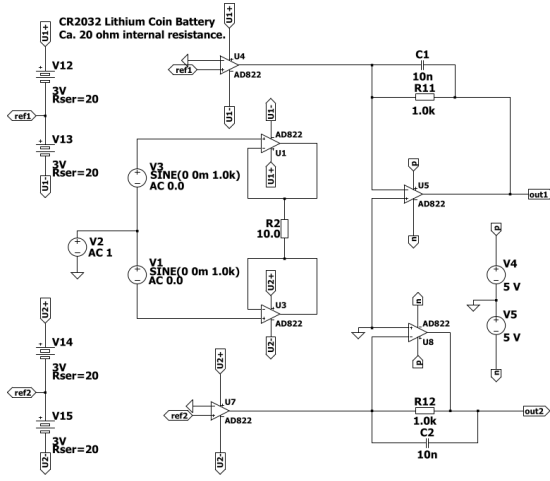 CR2032 Lithium Coin Battery
Ca. 20 ohm internal resistance.
U1+
V12
3V
Rser=20
ref1
V13
3V
Rser=20
U1-
U1+
U4
ref1
AD822
U1-
C1
10n
R11
1.0k
U1-
AD822
U1
U1+
V3
SINE(0 0m 1.0k)
AC 0.0
p
U5
AD822
n
out1
R2
10.0
V2
AC 1
V1
SINE(0 0m 1.0k)
AC 0.0
p
V4
5 V
V5
5 V
n
U2+
U3
AD822
U2-
n
AD822
U8
p
U2+
V14
3V
Rser=20
ref2
V15
3V
Rser=20
U2-
U2+
U7
ref2
AD822
U2-
R12
1.0k
C2
10n
out2